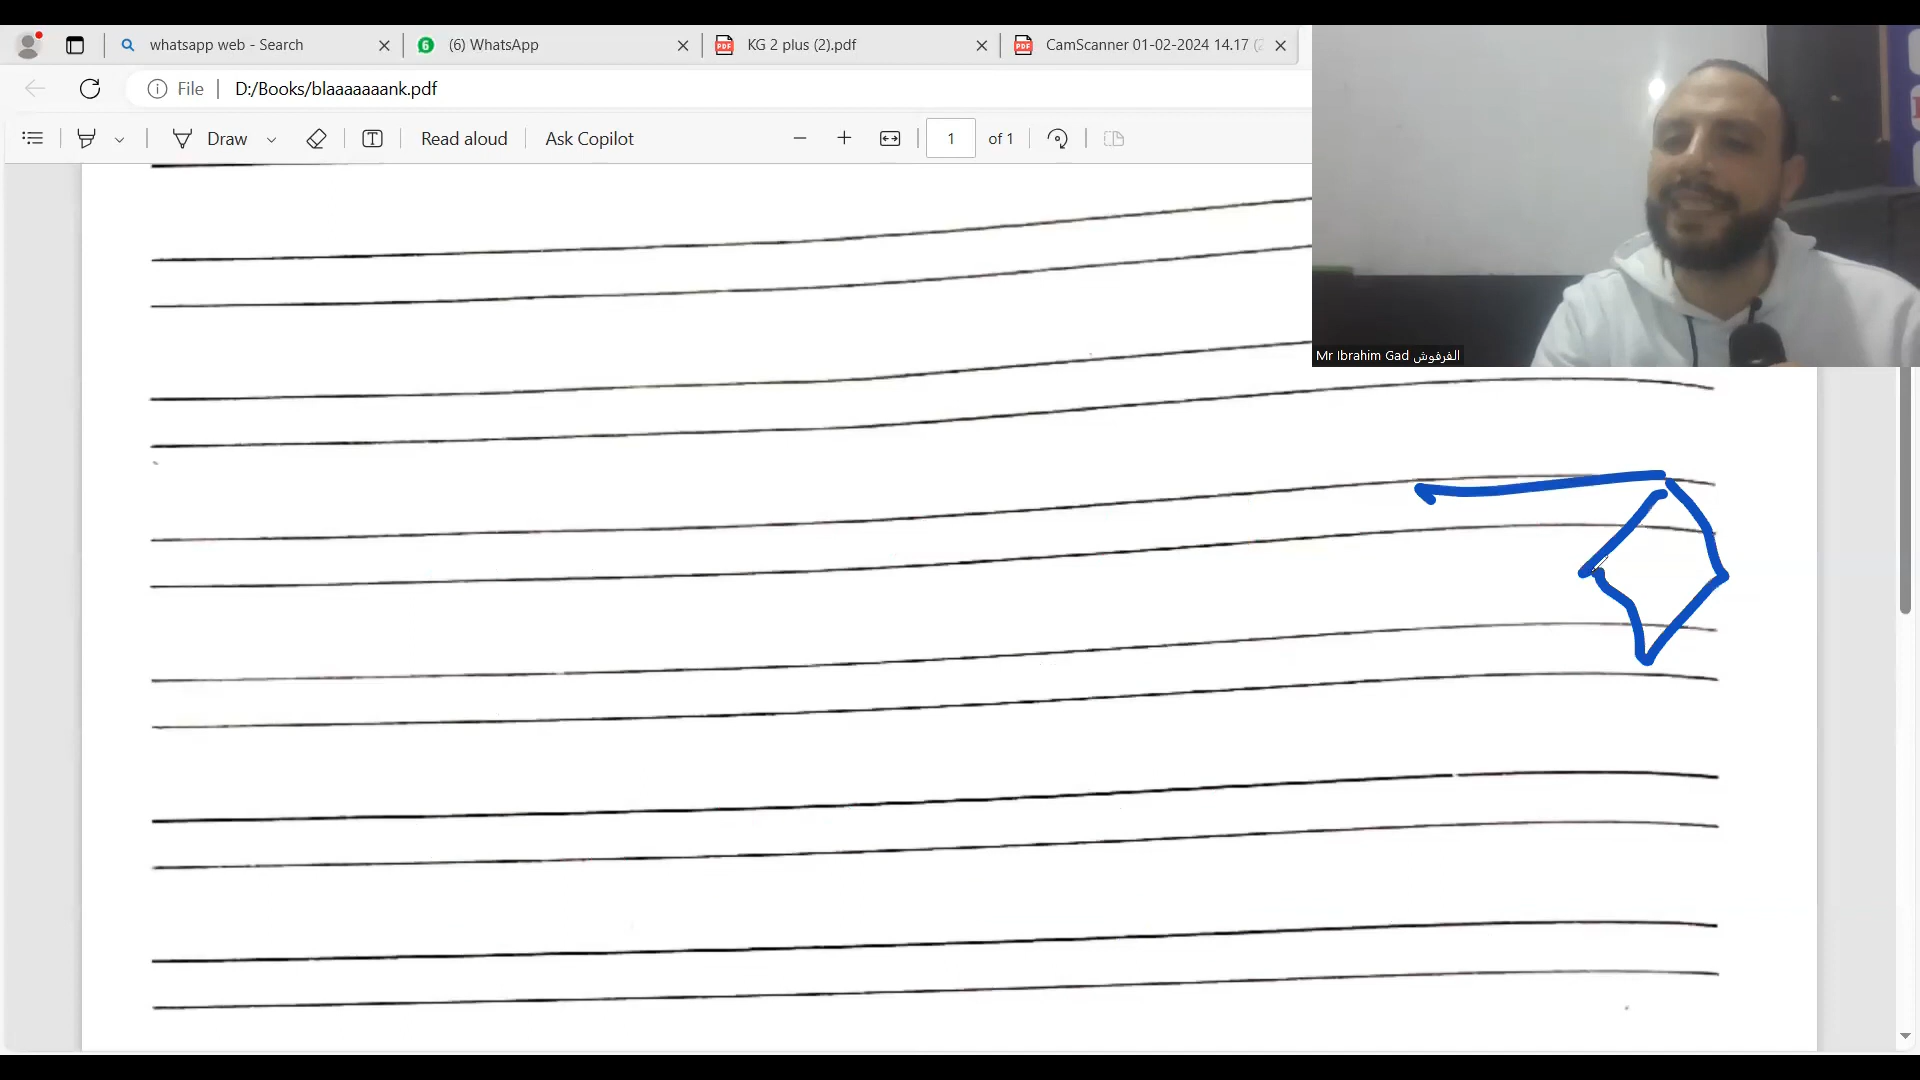 whatsapp web - Search
(6) WhatsApp
KG 2 plus (2).pdf
CamScanner 01-02-2024 14.17 (2
File
D:/Books/blaaaaaaank.pdf
Draw
Read aloud
Ask Copilot
1
of 1
Mr Ibrahim Gad الفرفوش